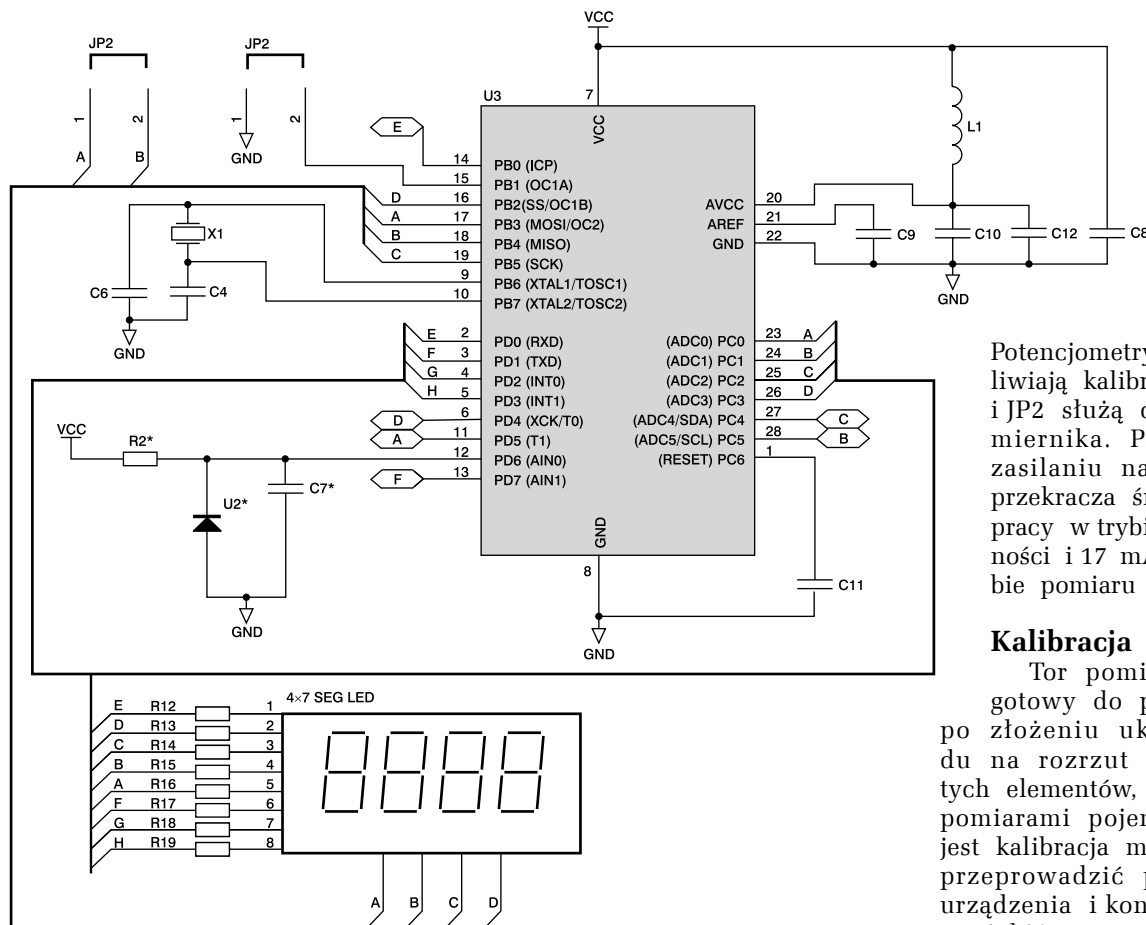 VCC
JP2
JP2
1
2
1
2
A
B
GND
U3
7
VCC
E
14 PB0 (ICP)
15 PB1 (OC1A)
D 16 PB2(SS/OC1B)
A 17 PB3 (MOSI/OC2)
B 18 PB4 (MISO)
C 19 PB5 (SCK)
9 PB6 (XTAL1/TOSC1)
10 PB7 (XTAL2/TOSC2)
X1
C6
C4
GND
L1
AVCC 20
AREF 21
GND 22
C9
C10
C12
C8
GND
E 2 PD0 (RXD)
F 3 PD1 (TXD)
G 4 PD2 (INT0)
H 5 PD3 (INT1)
D 6 PD4 (XCK/T0)
A 11 PD5 (T1)
12 PD6 (AIN0)
F 13 PD7 (AIN1)
(ADC0) PC0 23 A
(ADC1) PC1 24 B
(ADC2) PC2 25 C
(ADC3) PC3 26 D
(ADC4/SDA) PC4 27 C
(ADC5/SCL) PC5 28 B
(RESET) PC6 1
VCC
R2*
U2*
C7*
GND
GND
8
C11
GND
4×7 SEG LED
E R12 1
D R13 2
C R14 3
B R15 4
A R16 5
F R17 6
G R18 7
H R19 8
A
B
C
D
Potencjometry
liwiają kalibr
i JP2 służą
miernika. P
zasilaniu na
przekracza
pracy w trybi
ności i 17
bie pomiaru
Kalibracja
Tor pomi
gotowy do p
po złożeniu uk
du na rozrzut
tych elementów,
pomiarami pojer
jest kalibracja m
przeprowadzić p
urządzenia i kon